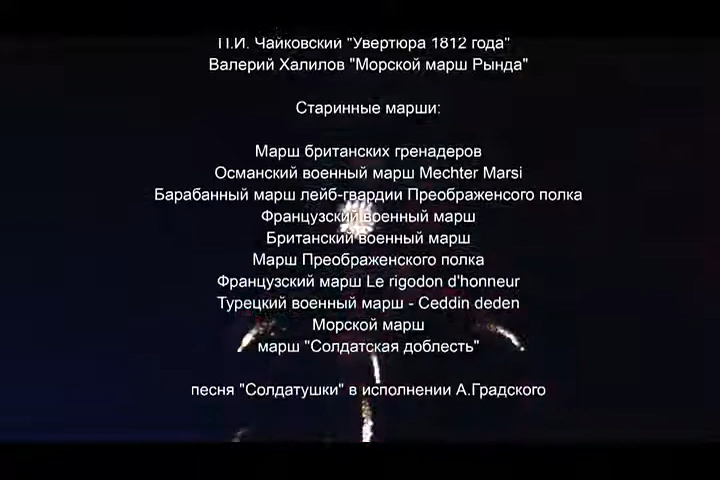 П.И. Чайковский "Увертюра 1812 года"
Валерий Халилов "Морской марш Рында"
Старинные марши:
Марш британских гренадеров
Османский военный марш Mechter Marsi
Барабанный марш лейб-гвардии Преображенсого полка
Французский военный марш
Британский военный марш
Марш Преображенского полка
Французский марш Le rigodon d'honneur
Турецкий военный марш - Ceddin deden
Морской марш
марш "Солдатская доблесть"
песня "Солдатушки" в исполнении А.Градского